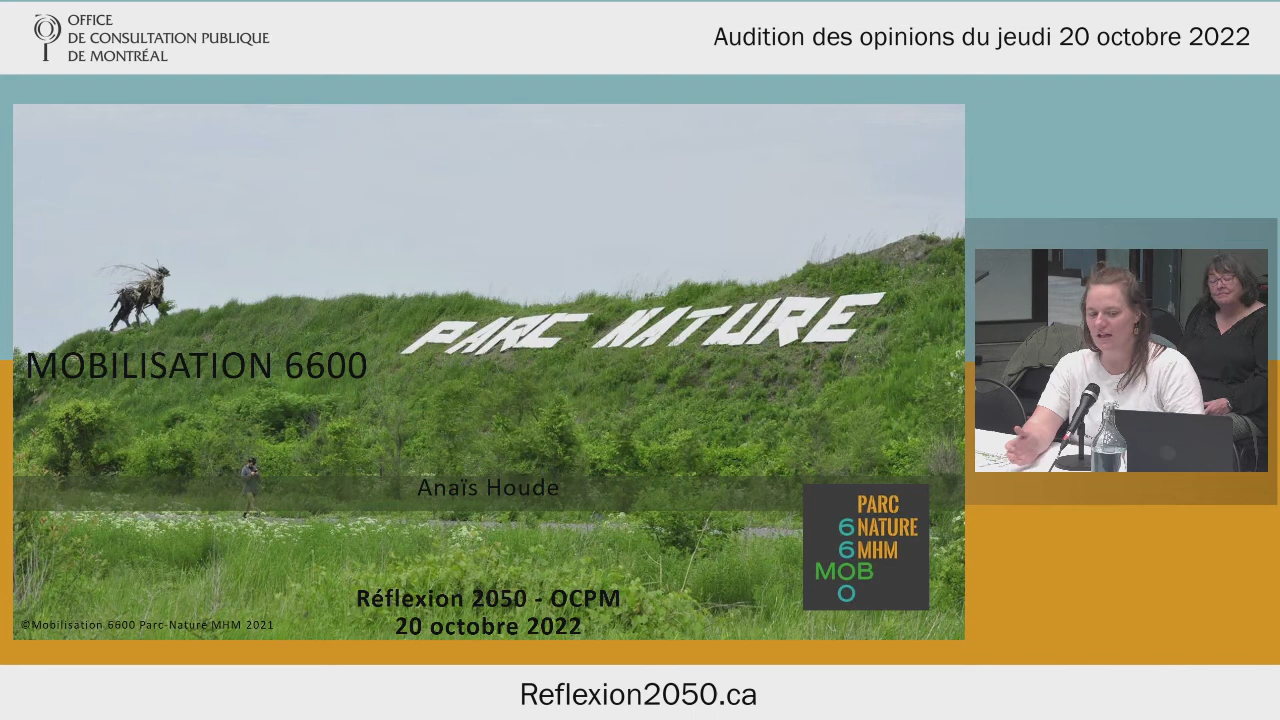 OFFICE
DE CONSULTATION PUBLIQUE
DE MONTRÉAL
Audition des opinions du jeudi 20 octobre 2022
PARC NATURE
MOBILISATION 6600
Anaïs Houde
PARC
6 NATURE
6 MHM
MOB
O
Réflexion 2050 - OCPM
20 octobre 2022
©Mobilisation 6600 Parc-Nature MHM 2021
Reflexion2050.ca